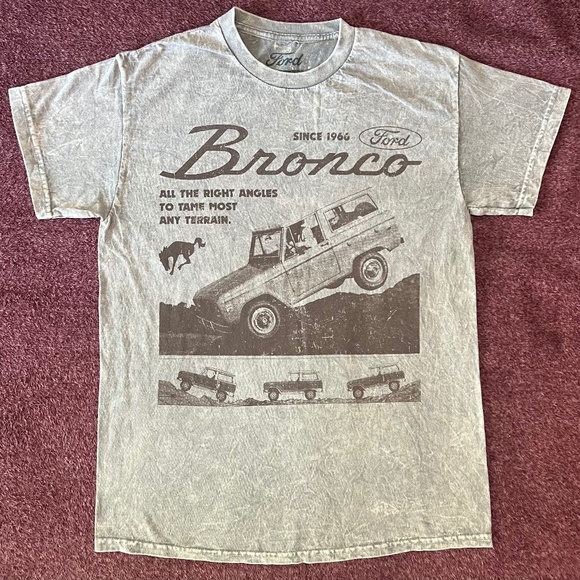 Ford
SINCE 1966
Ford
Bronco
ALL THE RIGHT ANGLES
TO TAME MOST
ANY TERRAIN.